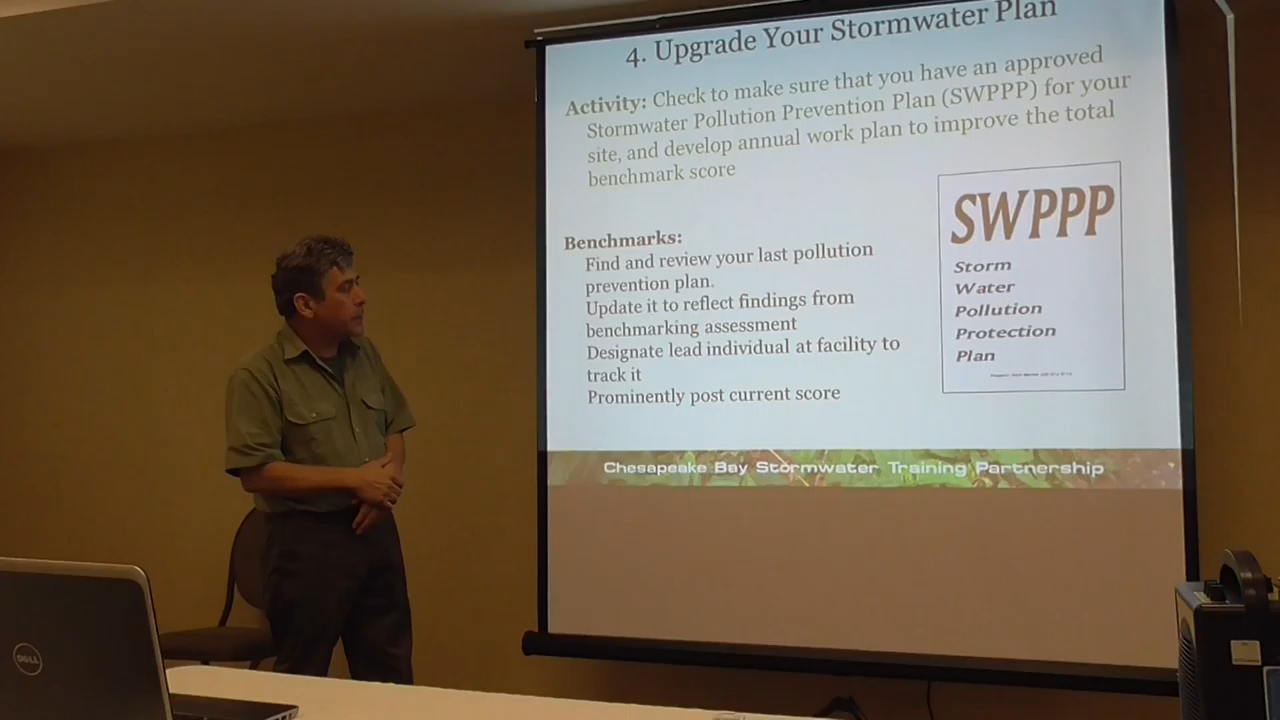 4. Upgrade Your Stormwater Plan
Activity: Check to make sure that you have an approved
Stormwater Pollution Prevention Plan (SWPPP) for your
site, and develop annual work plan to improve the total
benchmark score
Benchmarks:
Find and review your last pollution
prevention plan.
Update it to reflect findings from
benchmarking assessment
Designate lead individual at facility to
track it
Prominently post current score
SWPPP
Storm
Water
Pollution
Protection
Plan
Chesapeake Bay Stormwater Training Partnership
DELL